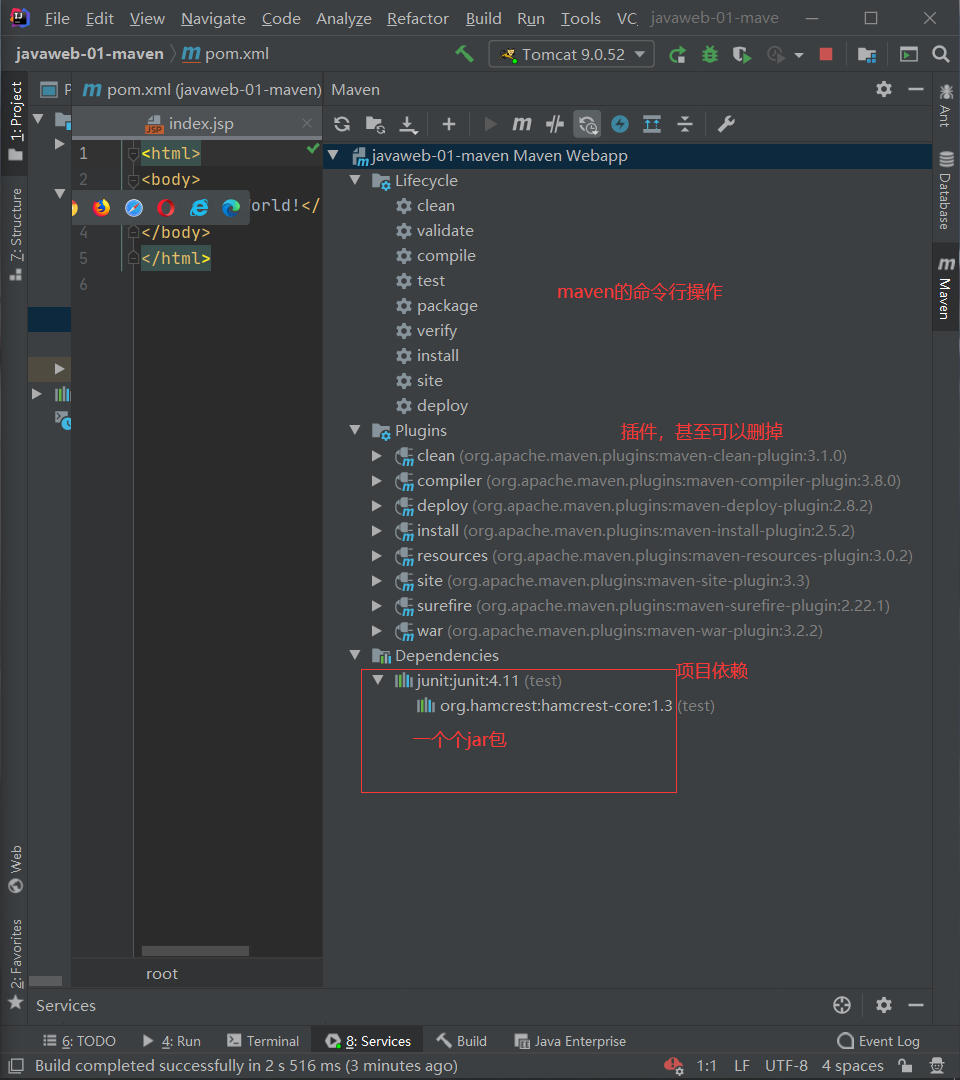 File Edit View Navigate Code Analyze Refactor Build Run Tools VC javaweb-01-mave
javaweb-01-maven pom.xml Tomcat 9.0.52
1: Project
7: Structure
Web
2: Favorites
P
pom.xml (javaweb-01-maven)
index.jsp
1 <html>
2 <body>
orld!</
4 </body>
5 </html>
6
root
Maven
javaweb-01-maven Maven Webapp
Lifecycle
clean
validate
compile
test
package
verify
install
site
deploy
maven的命令行操作
Plugins
插件，甚至可以删掉
clean (org.apache.maven.plugins:maven-clean-plugin:3.1.0)
compiler (org.apache.maven.plugins:maven-compiler-plugin:3.8.0)
deploy (org.apache.maven.plugins:maven-deploy-plugin:2.8.2)
install (org.apache.maven.plugins:maven-install-plugin:2.5.2)
resources (org.apache.maven.plugins:maven-resources-plugin:3.0.2)
site (org.apache.maven.plugins:maven-site-plugin:3.3)
surefire (org.apache.maven.plugins:maven-surefire-plugin:2.22.1)
war (org.apache.maven.plugins:maven-war-plugin:3.2.2)
Dependencies
项目依赖
junit:junit:4.11 (test)
org.hamcrest:hamcrest-core:1.3 (test)
一个个jar包
Ant
Database
Maven
Services
6: TODO 4: Run Terminal 8: Services Build Java Enterprise Event Log
Build completed successfully in 2 s 516 ms (3 minutes ago) 1:1 LF UTF-8 4 spaces